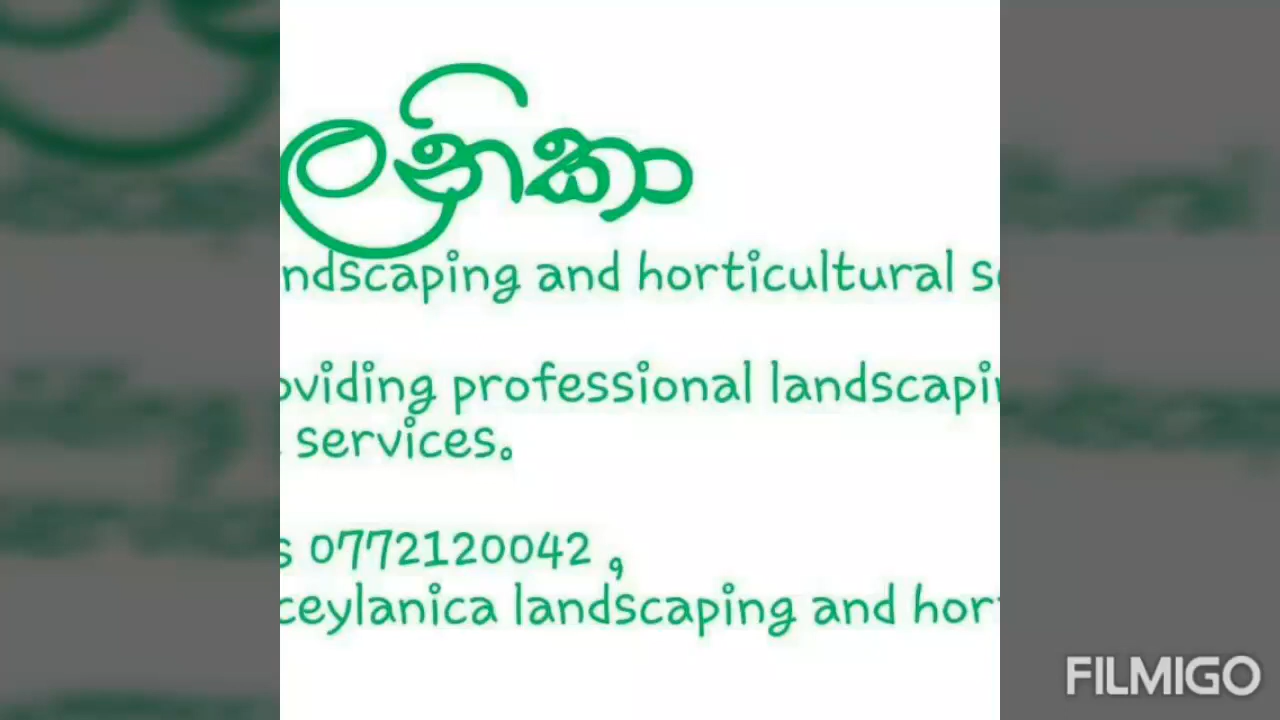 ලනිකා
ndscaping and horticultural s
oviding professional landscapi
services.
s 0772120042 ,
ceylanica landscaping and hor
FILMIGO